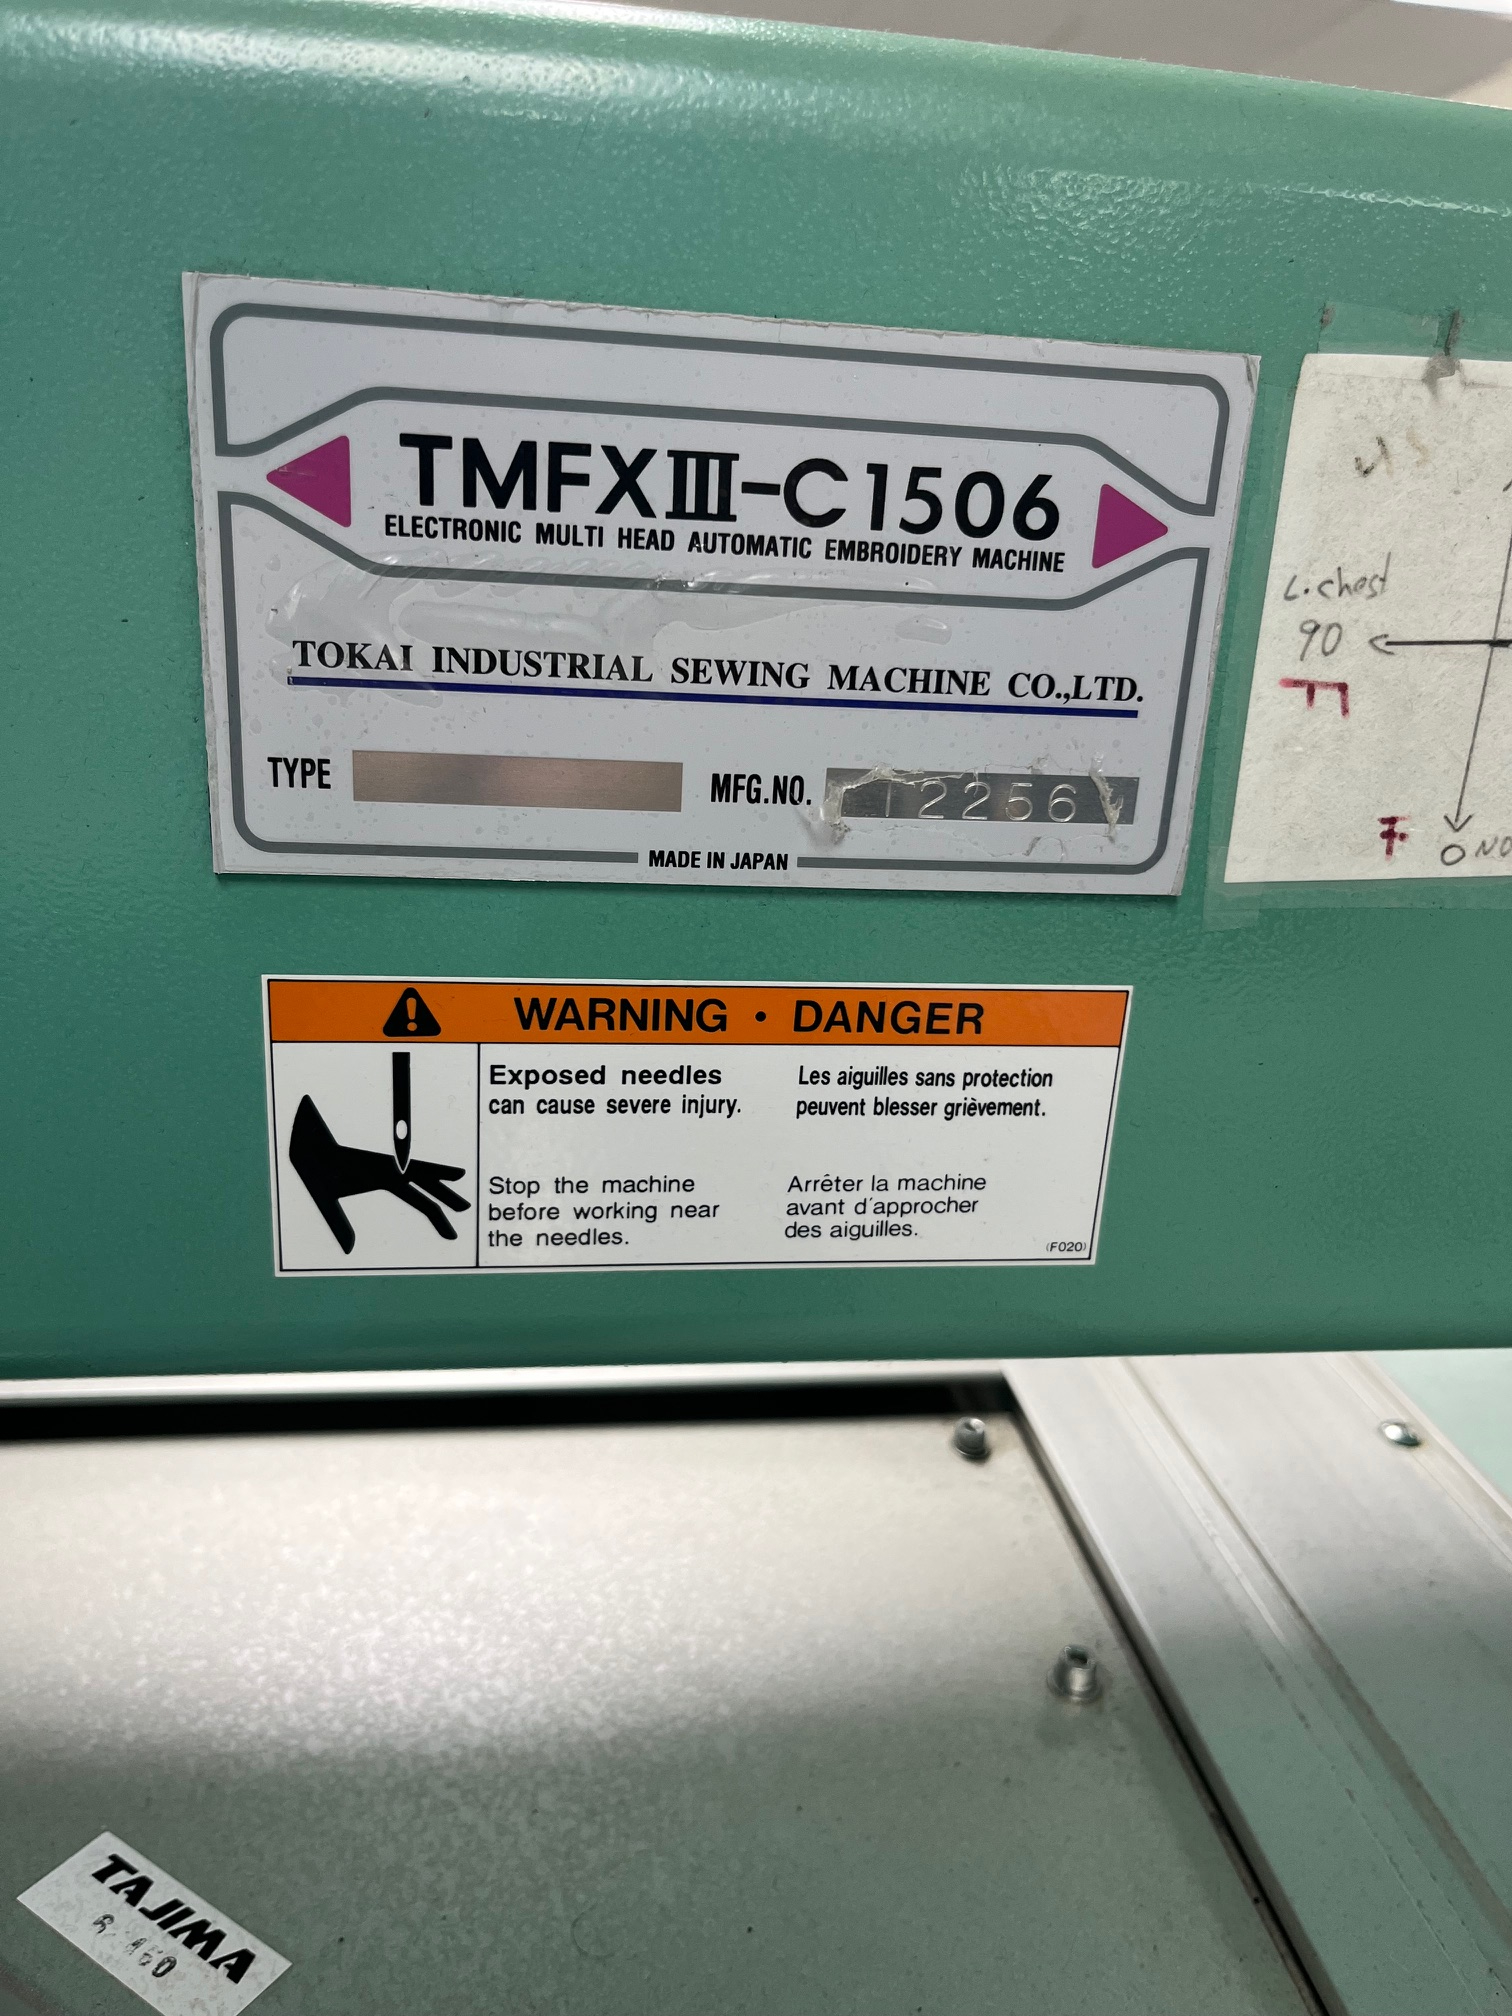 TMFXIII-C1506
ELECTRONIC MULTI HEAD AUTOMATIC EMBROIDERY MACHINE
TOKAI INDUSTRIAL SEWING MACHINE CO.,LTD.
TYPE
MFG.NO. 12256
MADE IN JAPAN
L.chest
90
F
F
O NO
WARNING · DANGER
Exposed needles
can cause severe injury.
Stop the machine
before working near
the needles.
Les aiguilles sans protection
peuvent blesser grièvement.
Arrêter la machine
avant d'approcher
des aiguilles.
(F020)
TAJIMA